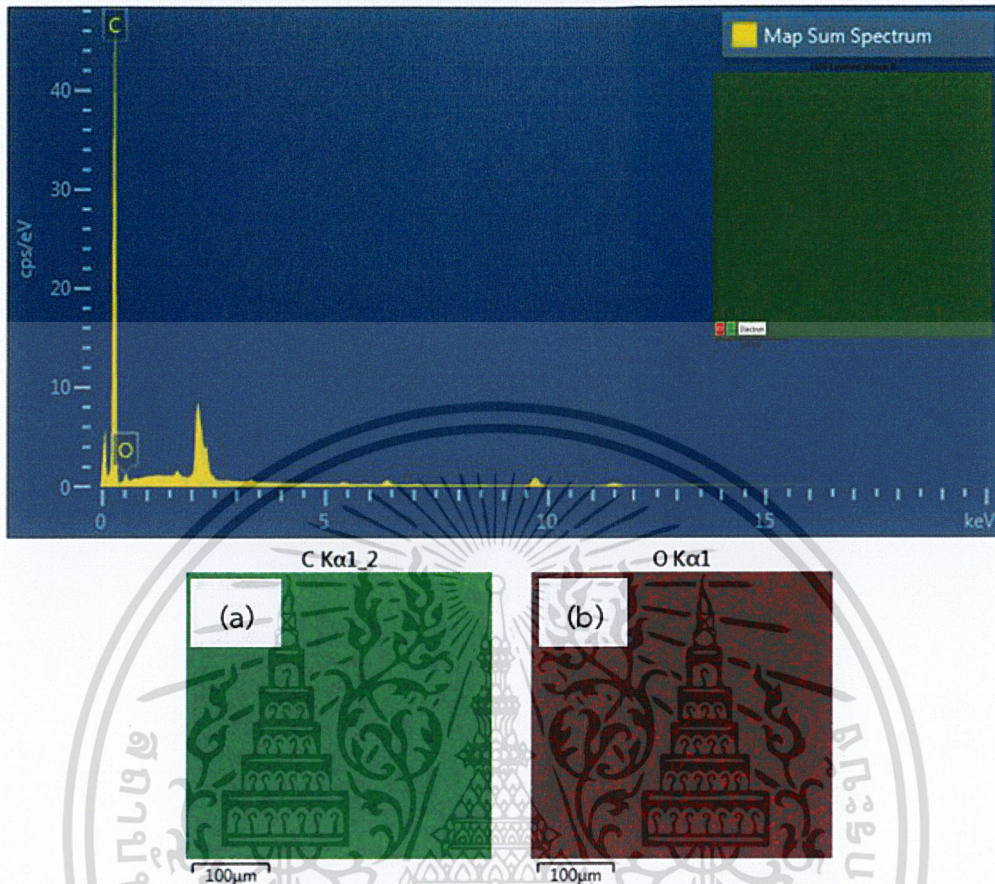 C
Map Sum Spectrum
40
30
20
10
0
cps/eV
O
Electron
0
5
10
15
keV
C Kα1_2
O Kα1
(a)
(b)
100µm
100µm